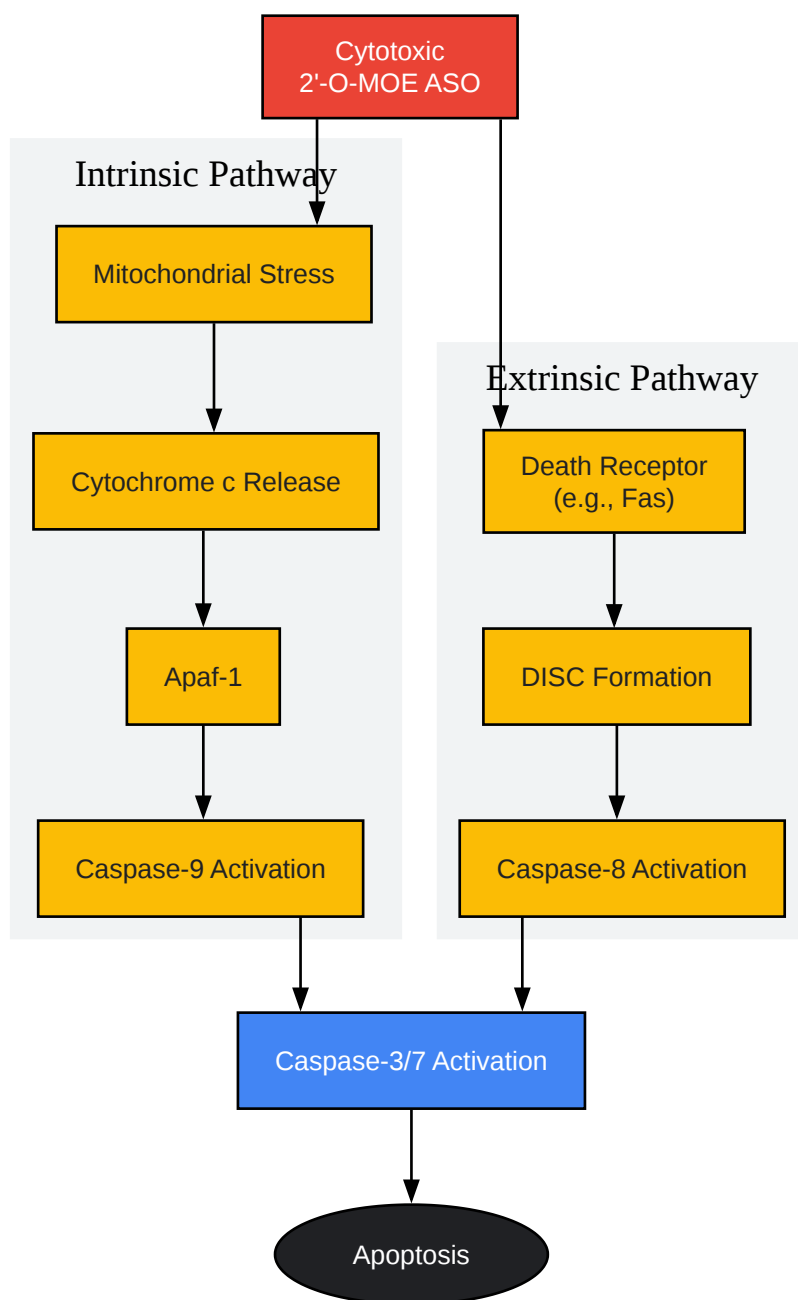 Cytotoxic
2'-O-MOE ASO
Intrinsic Pathway
Mitochondrial Stress
Cytochrome c Release
Apaf-1
Caspase-9 Activation
Extrinsic Pathway
Death Receptor
(e.g., Fas)
DISC Formation
Caspase-8 Activation
Caspase-3/7 Activation
Apoptosis